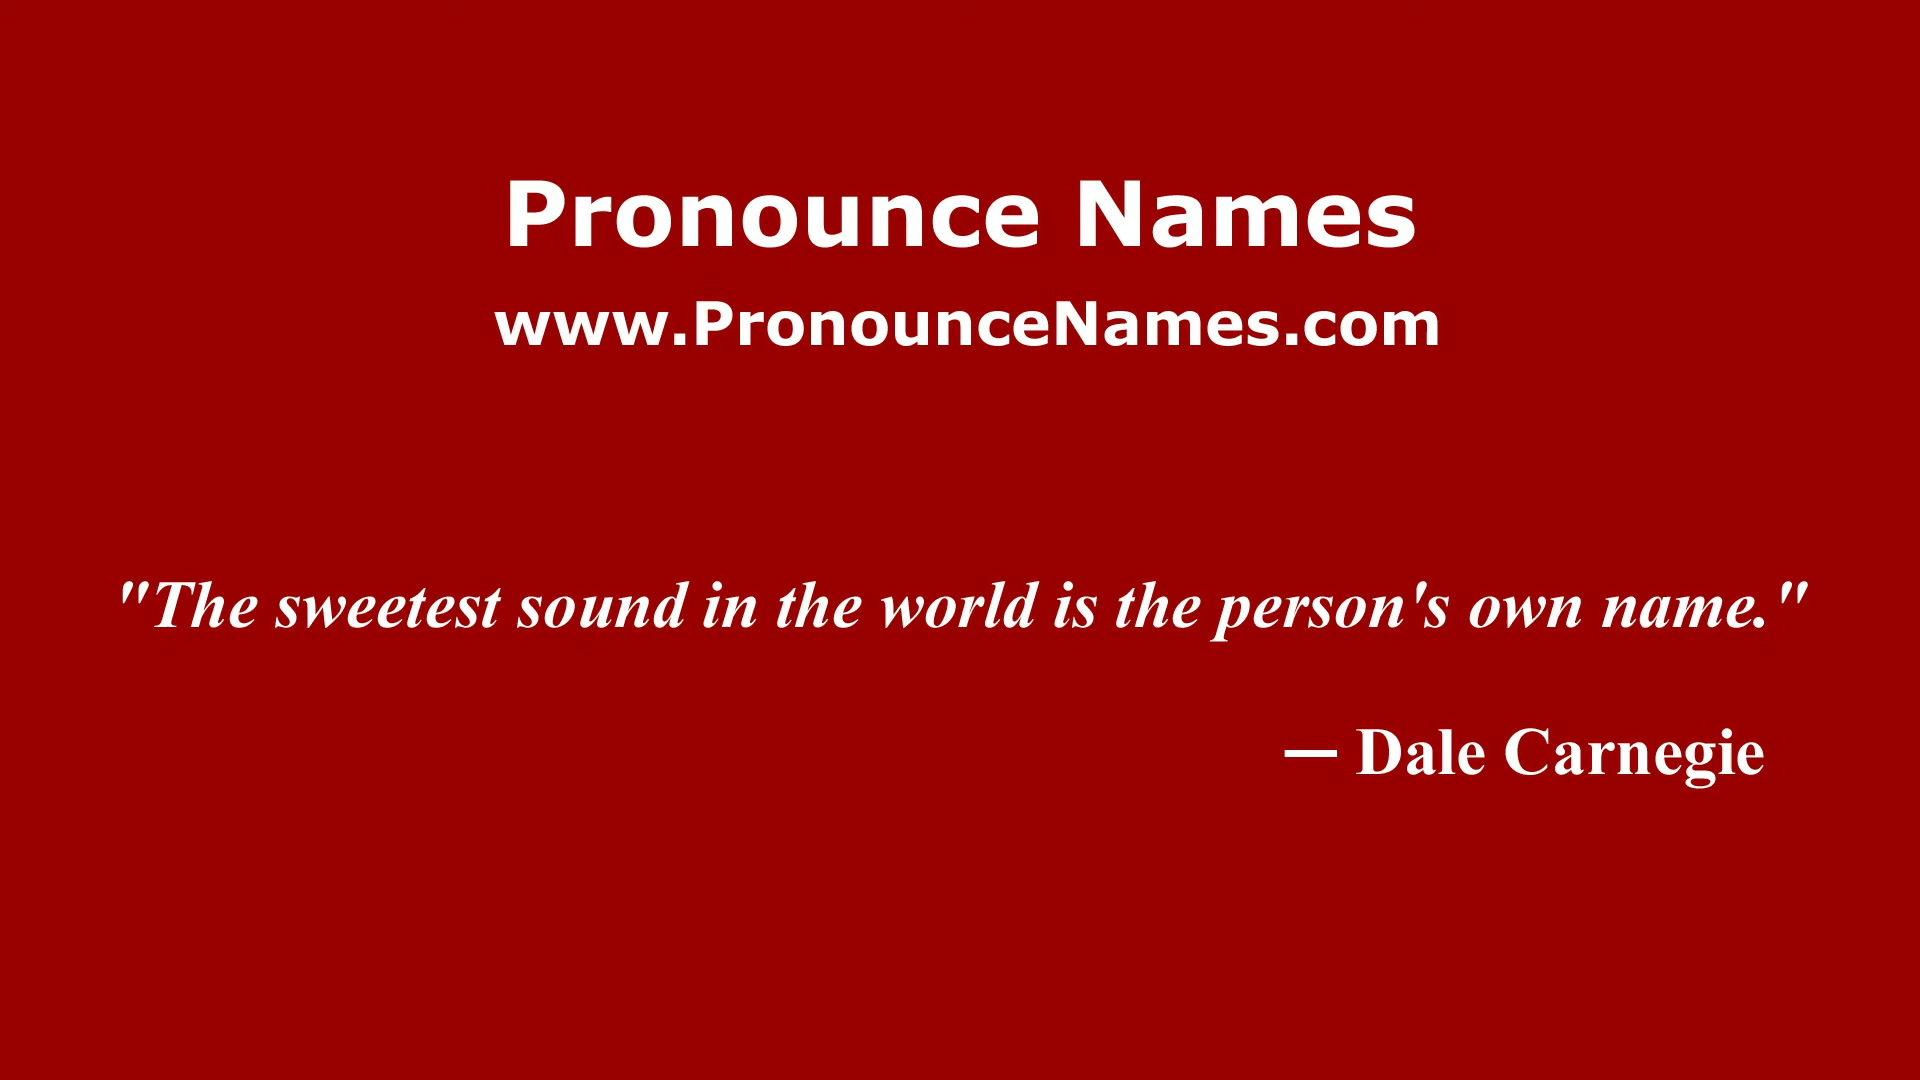 Pronounce Names
www.PronounceNames.com
"The sweetest sound in the world is the person's own name."
— Dale Carnegie